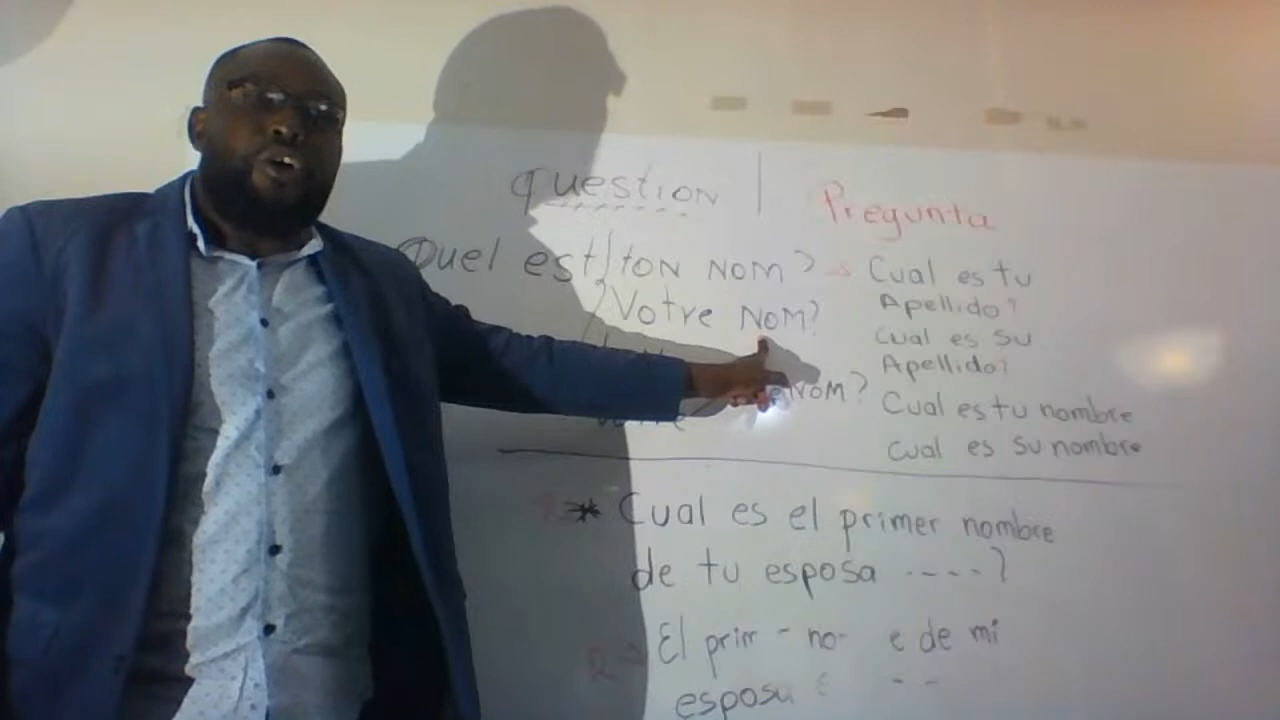 question | Pregunta
Quel est/ton NOM? → Cual es tu
Apellido?
/Votre NOM?
Cual es su
Apellido?
NOM?
Cual es tu nombre
Votre
Cual es su nombre
R * Cual es el primer nombre
de tu esposa ----?
R → El prim - no- e de mi
esposa